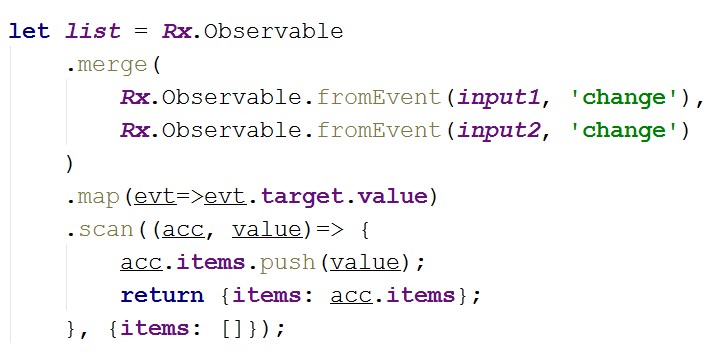 let list = Rx.Observable
    .merge(
        Rx.Observable.fromEvent(input1, 'change'),
        Rx.Observable.fromEvent(input2, 'change')
    )
    .map(evt=>evt.target.value)
    .scan((acc, value)=> {
        acc.items.push(value);
        return {items: acc.items};
    }, {items: []});